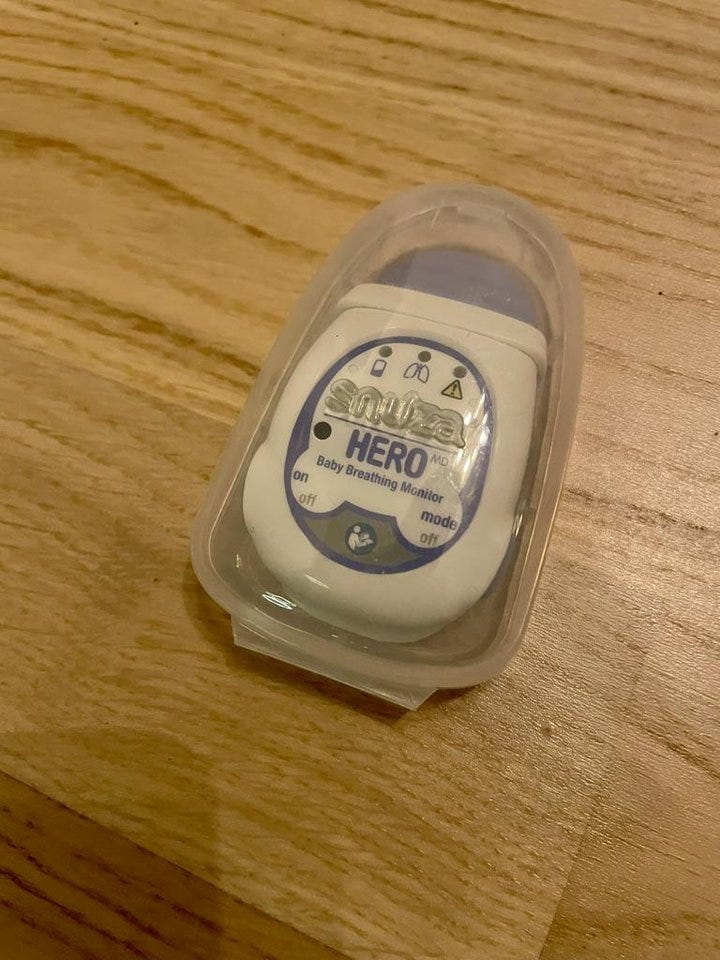 snuza
HERO MD
Baby Breathing Monitor
on
off
mode
off